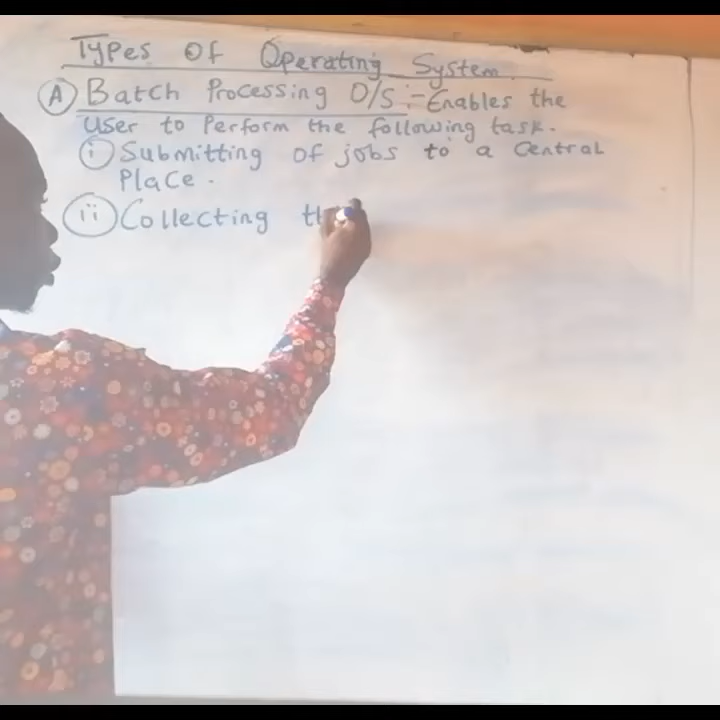 Types Of Operating System
(A) Batch Processing O/S:- Enables the
User to Perform the following task.
(i) Submitting of jobs to a Central
Place.
(ii) Collecting